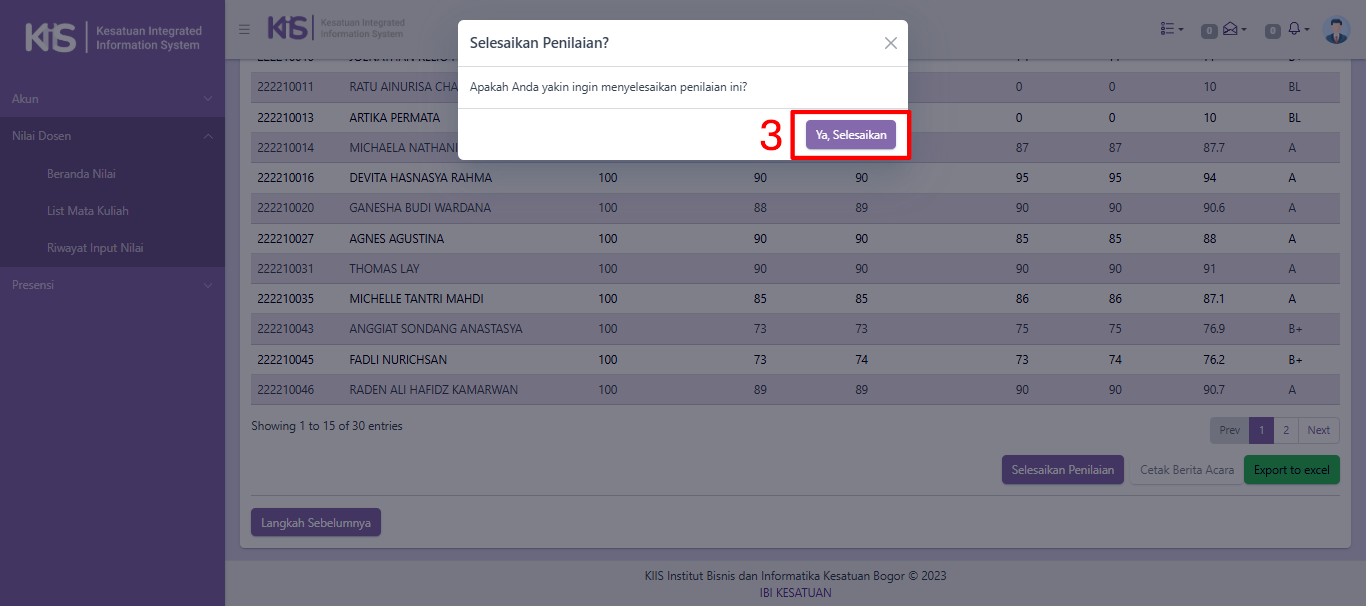 KIIS
Kesatuan Integrated
Information System
Akun
Nilai Dosen
Beranda Nilai
List Mata Kuliah
Riwayat Input Nilai
Presensi
KIIS
Kesatuan Integrated
Information System
0
0
Selesaikan Penilaian?
Apakah Anda yakin ingin menyelesaikan penilaian ini?
3
Ya, Selesaikan
222210011 RATU AINURISA CHA 0 0 10 BL
222210013 ARTIKA PERMATA 0 0 10 BL
222210014 MICHAELA NATHANI 87 87 87.7 A
222210016 DEVITA HASNASYA RAHMA 100 90 90 95 95 94 A
222210020 GANESHA BUDI WARDANA 100 88 89 90 90 90.6 A
222210027 AGNES AGUSTINA 100 90 90 85 85 88 A
222210031 THOMAS LAY 100 90 90 90 90 91 A
222210035 MICHELLE TANTRI MAHDI 100 85 85 86 86 87.1 A
222210043 ANGGIAT SONDANG ANASTASYA 100 73 73 75 75 76.9 B+
222210045 FADLI NURICHSAN 100 73 74 73 74 76.2 B+
222210046 RADEN ALI HAFIDZ KAMARWAN 100 89 89 90 90 90.7 A
Showing 1 to 15 of 30 entries
Prev 1 2 Next
Selesaikan Penilaian Cetak Berita Acara Export to excel
Langkah Sebelumnya
KIIS Institut Bisnis dan Informatika Kesatuan Bogor © 2023
IBI KESATUAN